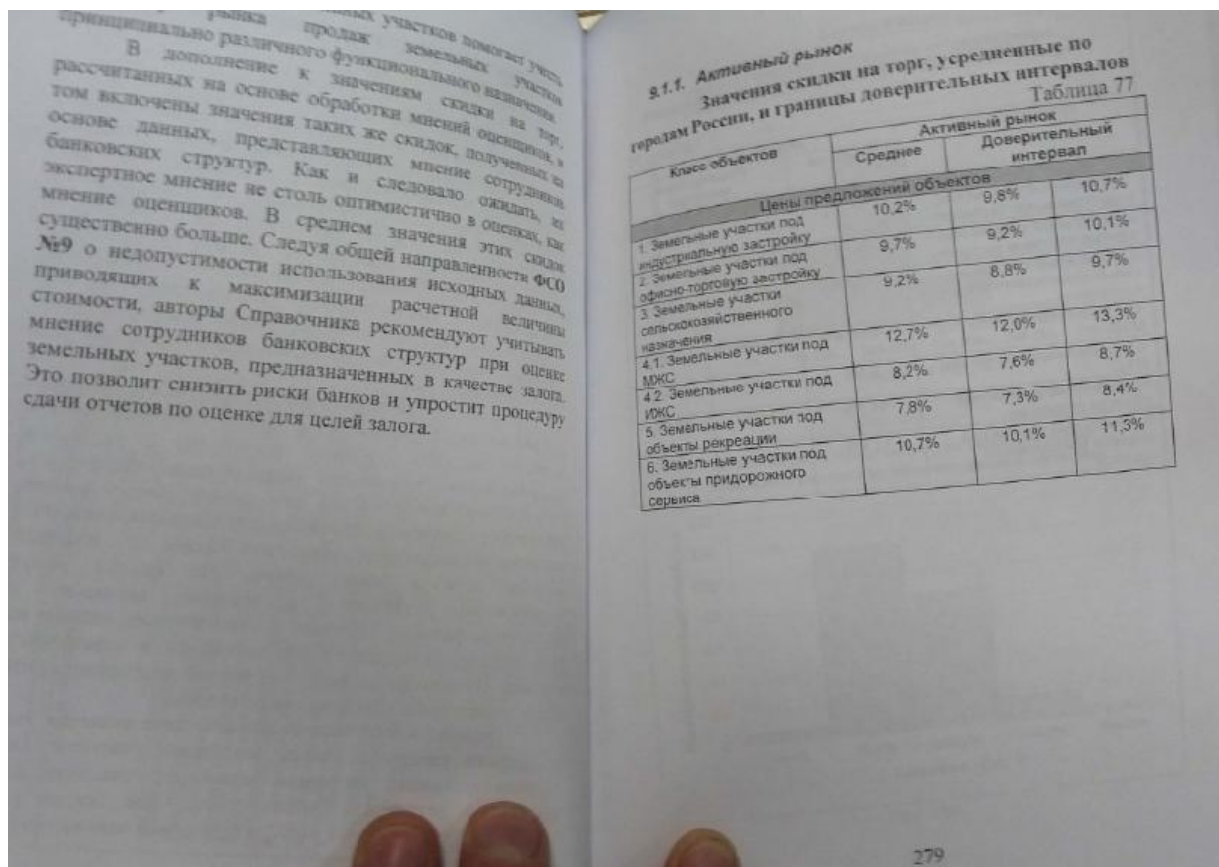 участков помогает учесть
рынка продаж земельных участков
принципиально различного функционального назначения.
В дополнение к значениям скидки на торг,
рассчитанных на основе обработки мнений оценщиков, в
том включены значения таких же скидок, полученных на
основе данных, представляющих мнение сотрудников
банковских структур. Как и следовало ожидать, их
экспертное мнение не столь оптимистично в оценках, как
мнение оценщиков. В среднем значения этих скидок
существенно больше. Следуя общей направленности ФСО
№9 о недопустимости использования исходных данных,
приводящих к максимизации расчетной величины
стоимости, авторы Справочника рекомендуют учитывать
мнение сотрудников банковских структур при оценке
земельных участков, предназначенных в качестве залога.
Это позволит снизить риски банков и упростит процедуру
сдачи отчетов по оценке для целей залога.
9.1.1. Активный рынок
Значения скидки на торг, усредненные по
городам России, и границы доверительных интервалов
Таблица 77
Класс объектов
Активный рынок
Среднее
Доверительный
интервал
Цены предложений объектов
1. Земельные участки под
индустриальную застройку
10,2% 9,8% 10,7%
2. Земельные участки под
офисно-торговую застройку
9,7% 9,2% 10,1%
3. Земельные участки
сельскохозяйственного
назначения
9,2% 8,8% 9,7%
4.1. Земельные участки под
МЖС
12,7% 12,0% 13,3%
4.2. Земельные участки под
ИЖС
8,2% 7,6% 8,7%
5. Земельные участки под
объекты рекреации
7,8% 7,3% 8,4%
6. Земельные участки под
объекты придорожного
сервиса
10,7% 10,1% 11,3%
279